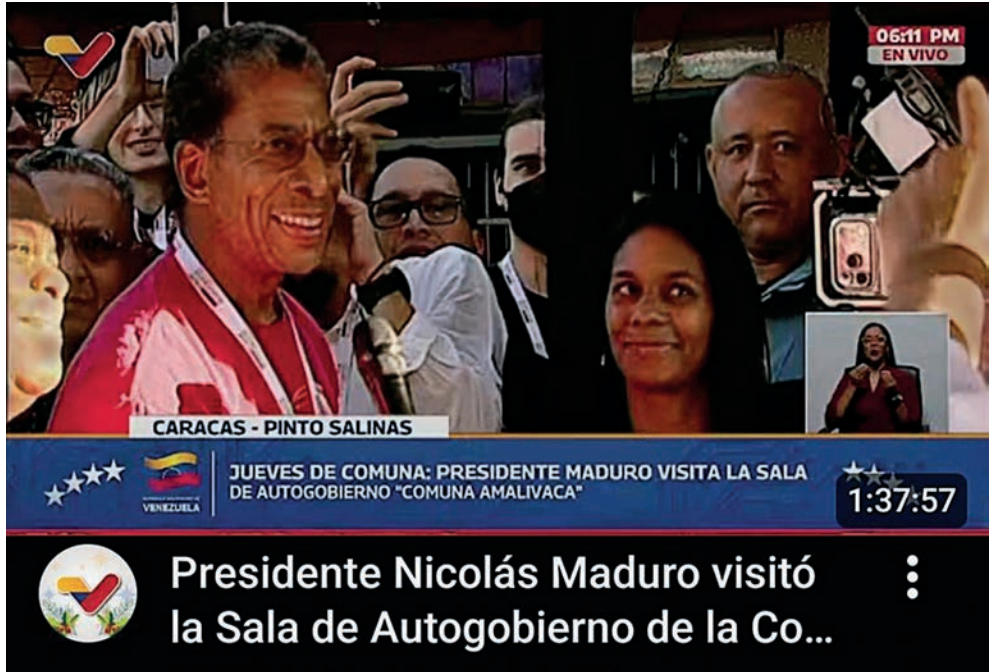 06:11 PM
EN VIVO
CARACAS - PINTO SALINAS
JUEVES DE COMUNA: PRESIDENTE MADURO VISITA LA SALA
DE AUTOGOBIERNO "COMUNA AMALIVACA"
VENEZUELA
1:37:57
Presidente Nicolás Maduro visitó
la Sala de Autogobierno de la Co...